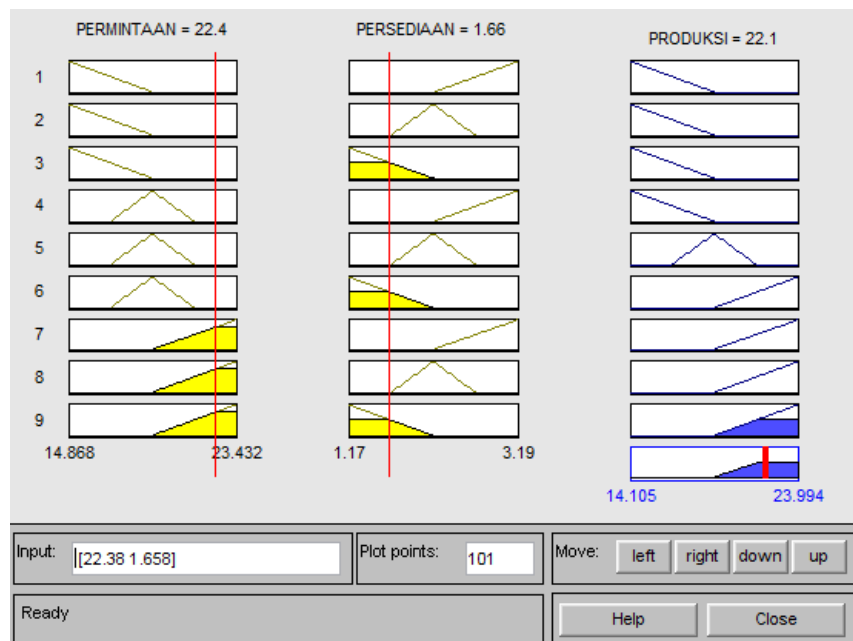 PERMINTAAN = 22.4
PERSEDIAAN = 1.66
PRODUKSI = 22.1
1
2
3
4
5
6
7
8
9
14.868 23.432
1.17 3.19
14.105 23.994
Input: [22.38 1.658]
Plot points: 101
Move: left right down up
Ready
Help Close